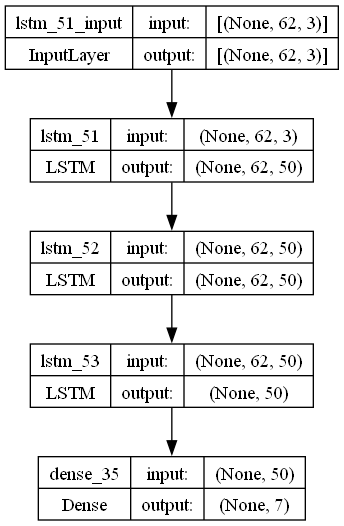 lstm_51_input input: [(None, 62, 3)]
InputLayer output: [(None, 62, 3)]
lstm_51 input: (None, 62, 3)
LSTM output: (None, 62, 50)
lstm_52 input: (None, 62, 50)
LSTM output: (None, 62, 50)
lstm_53 input: (None, 62, 50)
LSTM output: (None, 50)
dense_35 input: (None, 50)
Dense output: (None, 7)